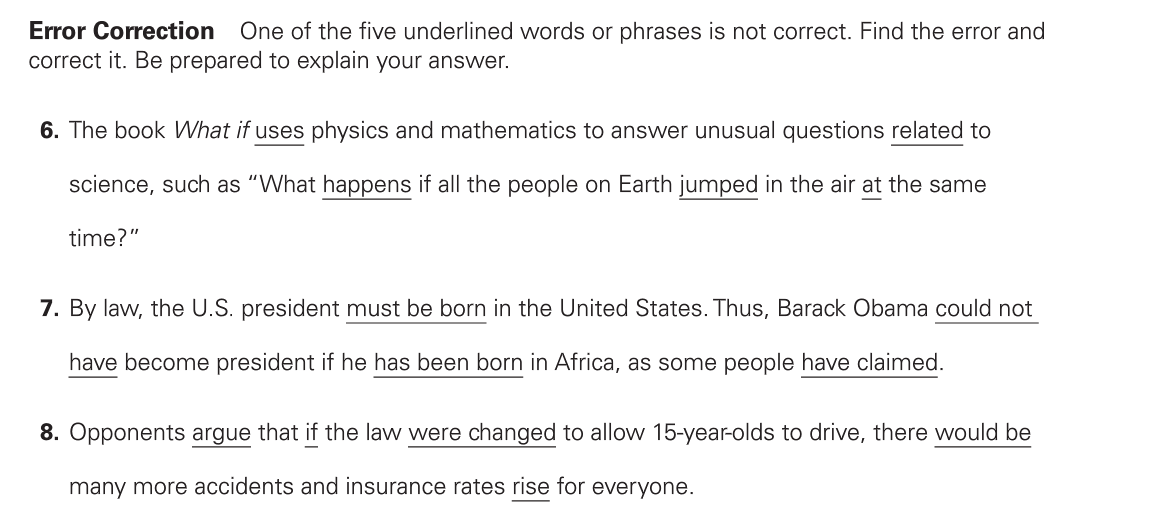 Error Correction One of the five underlined words or phrases is not correct. Find the error and
correct it. Be prepared to explain your answer.
6. The book What if uses physics and mathematics to answer unusual questions related to
science, such as “What happens if all the people on Earth jumped in the air at the same
time?”
7. By law, the U.S. president must be born in the United States. Thus, Barack Obama could not
have become president if he has been born in Africa, as some people have claimed.
8. Opponents argue that if the law were changed to allow 15-year-olds to drive, there would be
many more accidents and insurance rates rise for everyone.